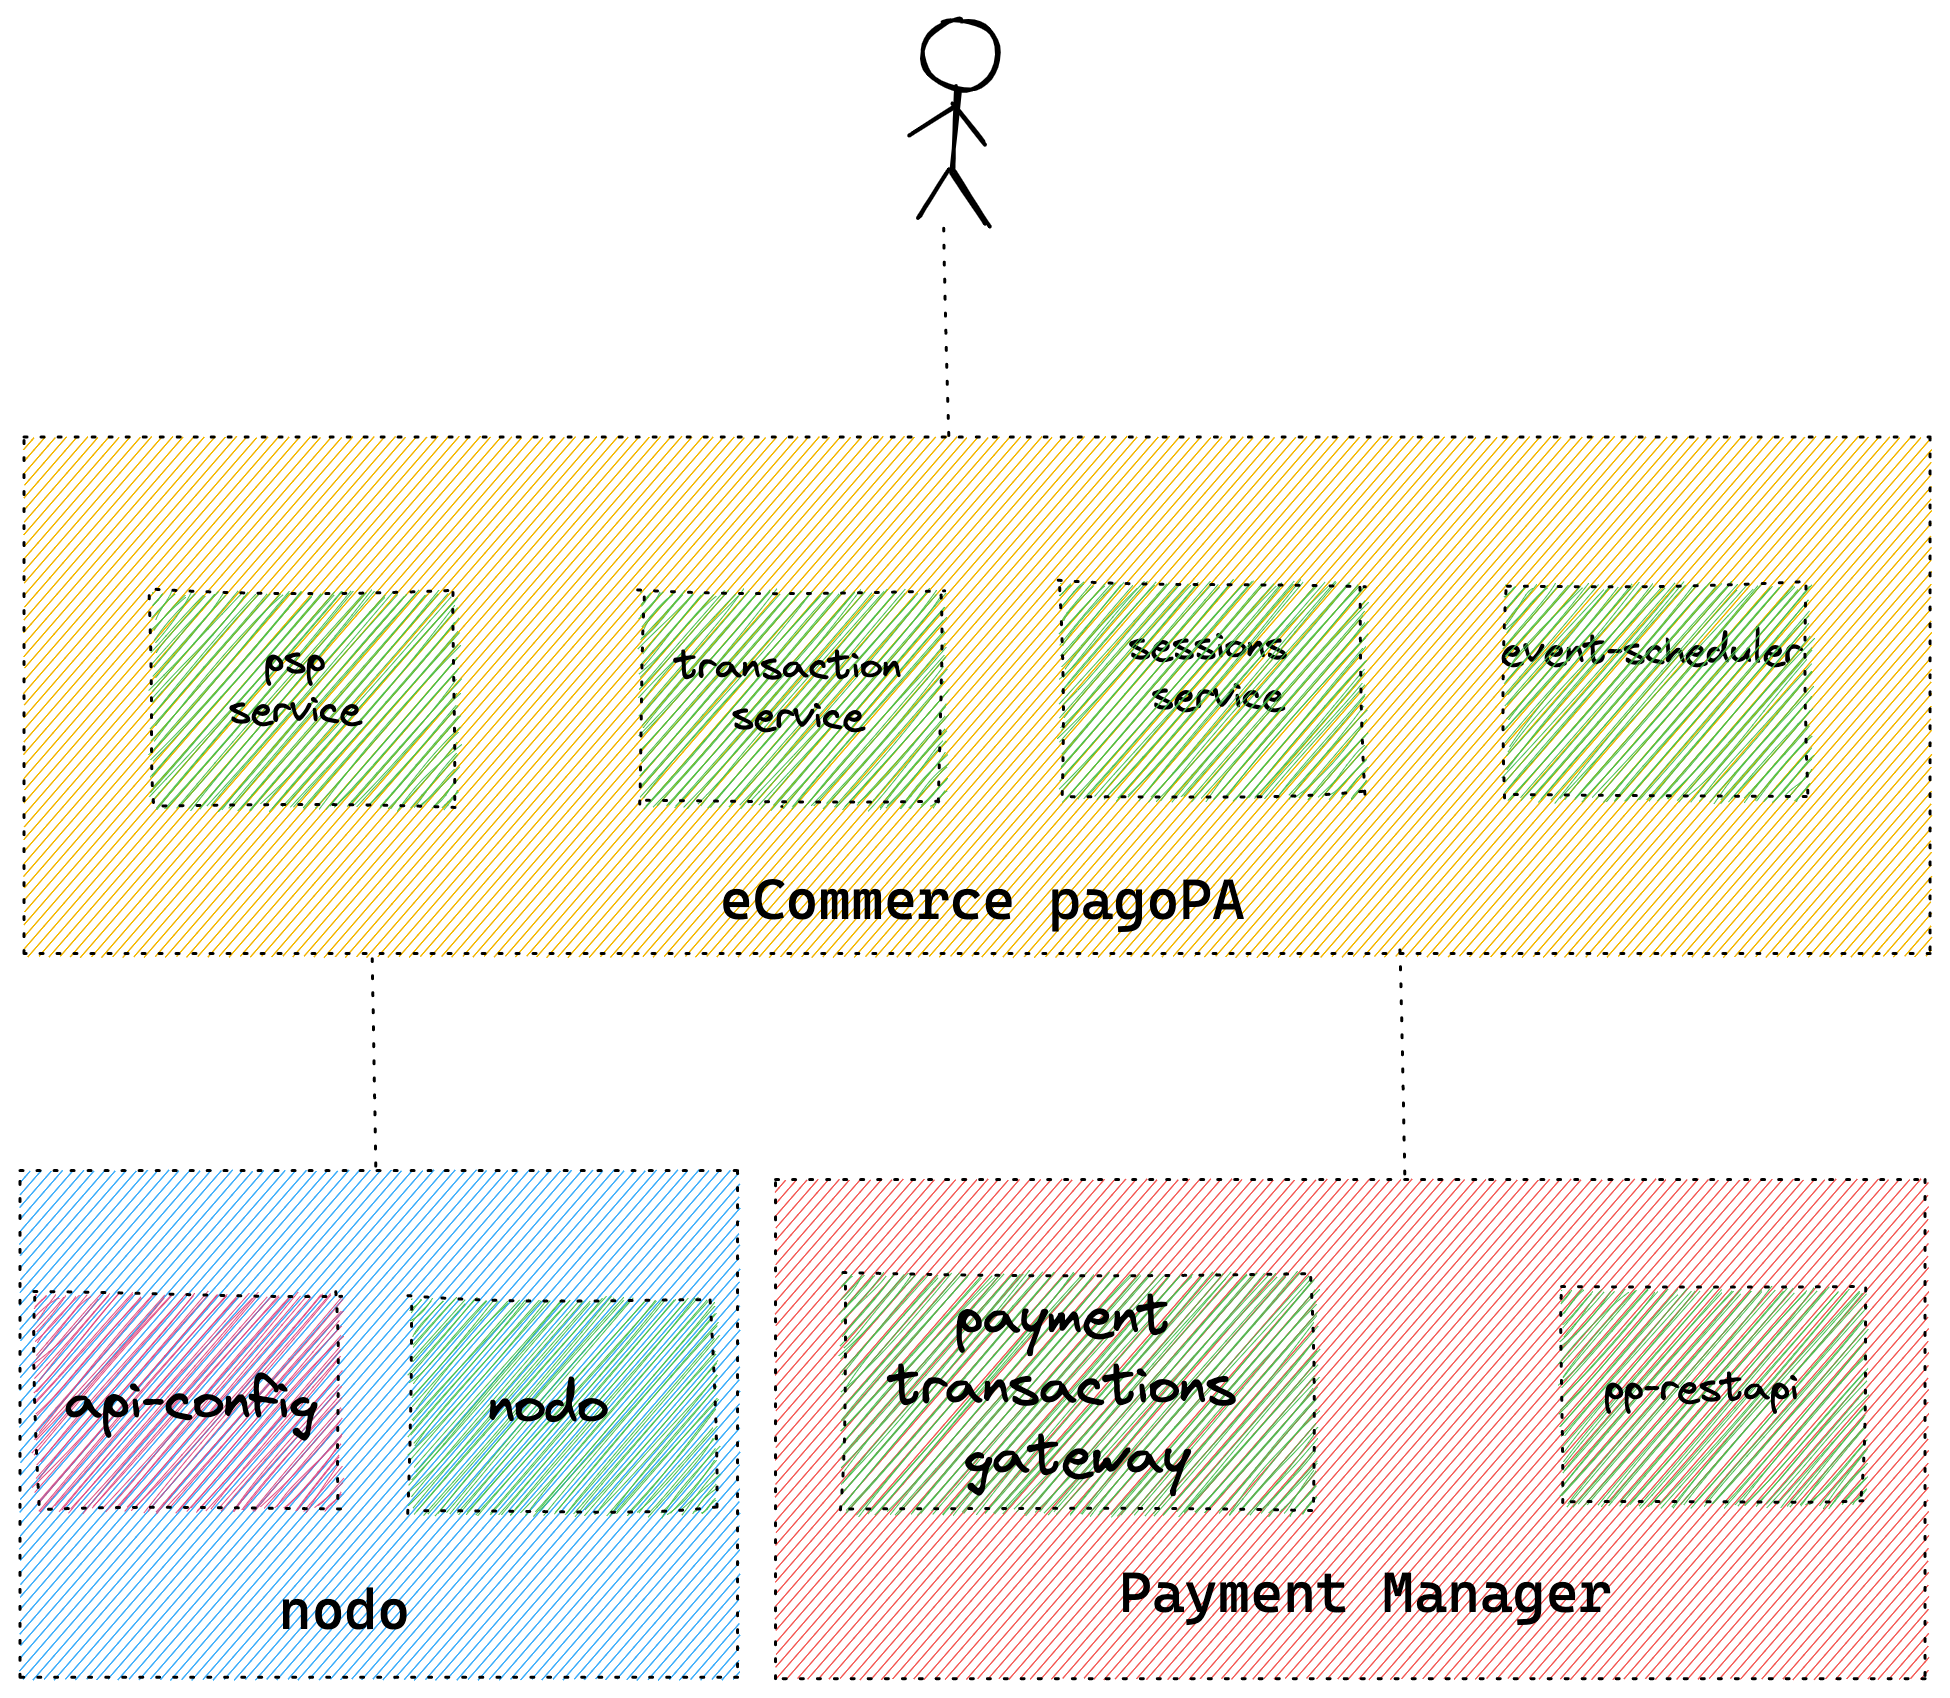 psp
service
transaction
service
sessions
service
event-scheduler
eCommerce pagoPA
api-config
nodo
nodo
payment
transactions
gateway
pp-restapi
Payment Manager